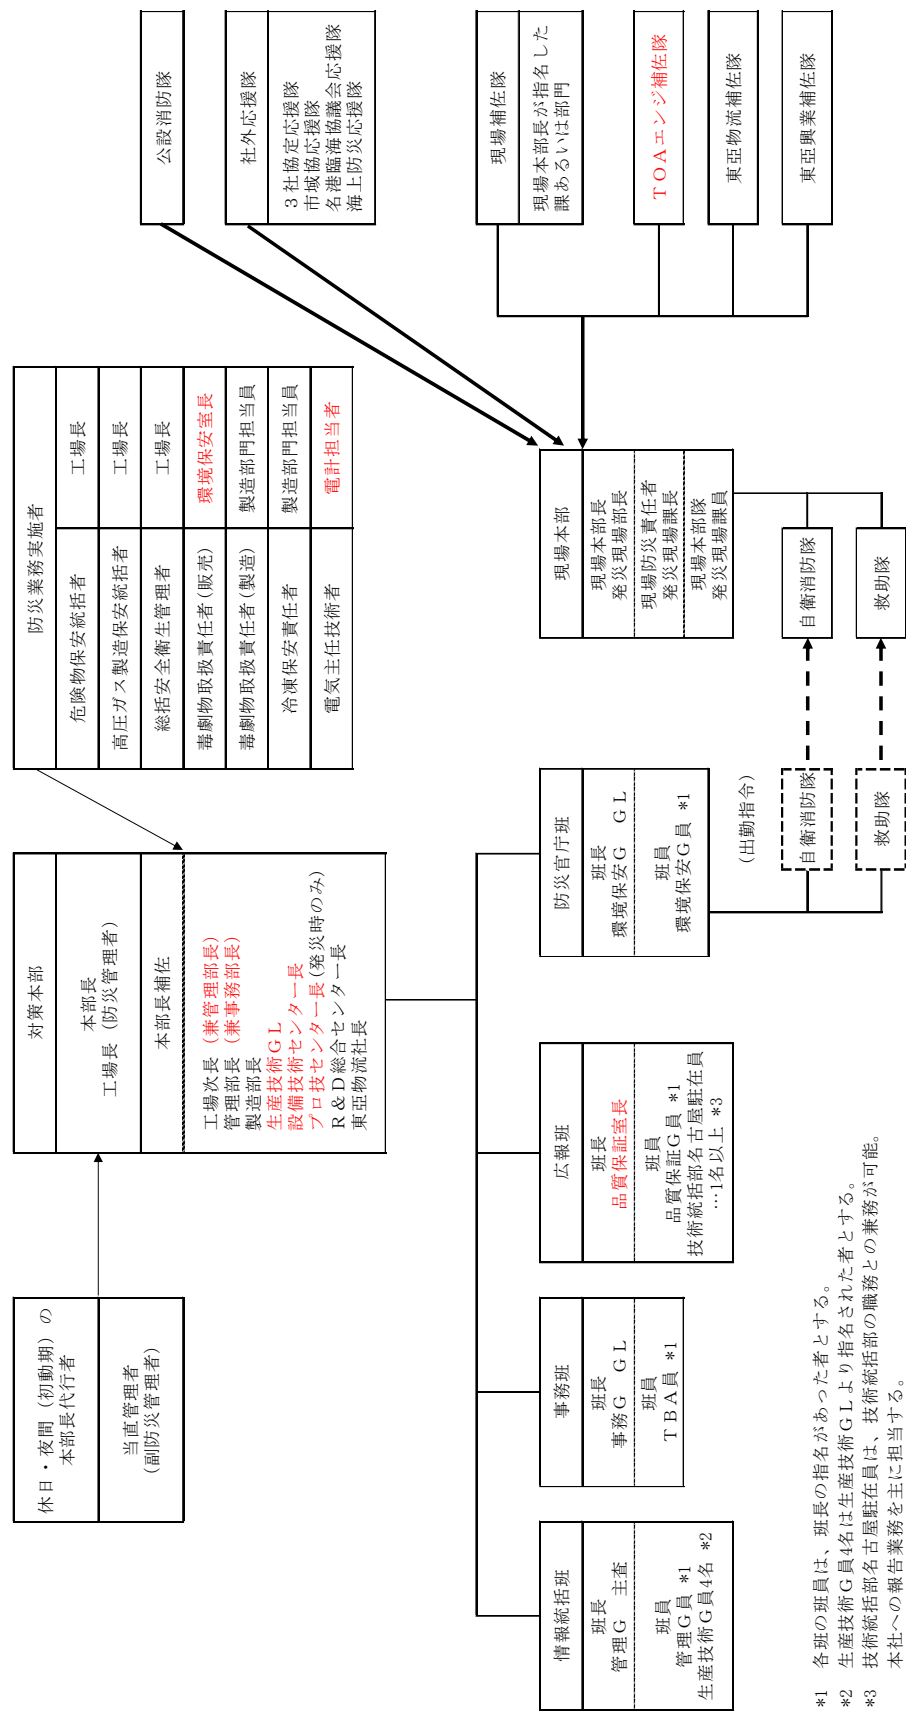 休日・夜間（初動期）の
本部長代行者
当直管理者
（副防災管理者）
対策本部
本部長
工場長（防災管理者）
本部長補佐
工場次長（兼管理部長）
管理部長（兼事務部長）
製造部長
生産技術ＧＬ
設備技術センター長
プロ技センター長（発災時のみ）
Ｒ＆Ｄ総合センター長
東亞物流社長
防災業務実施者
危険物保安統括者
工場長
高圧ガス製造保安統括者
工場長
総括安全衛生管理者
工場長
毒劇物取扱責任者(販売)
環境保安室長
毒劇物取扱責任者(製造)
製造部門担当員
冷凍保安責任者
製造部門担当員
電気主任技術者
電計担当者
公設消防隊
社外応援隊
３社協定応援隊
市域協応援隊
名港臨海協議会応援隊
海上防災応援隊
情報統括班
班長
管理Ｇ　主査
班員
管理Ｇ員 *1
生産技術Ｇ員4名 *2
事務班
班長
事務Ｇ　ＧＬ
班員
ＴＢＡ員 *1
広報班
班長
品質保証室長
班員
品質保証Ｇ員 *1
技術統括部名古屋駐在員
…1名以上 *3
防災官庁班
班長
環境保安Ｇ　ＧＬ
班員
環境保安Ｇ員 *1
(出勤指令)
自衛消防隊
救助隊
現場本部
現場本部長
発災現場部長
現場防災責任者
発災現場課長
現場本部隊
発災現場課員
自衛消防隊
救助隊
現場補佐隊
現場本部長が指名した
課あるいは部門
ＴＯＡエンジ補佐隊
東亞物流補佐隊
東亞興業補佐隊
*1　各班の班員は、班長の指名があった者とする。
*2　生産技術Ｇ員4名は生産技術ＧＬより指名された者とする。
*3　技術統括部名古屋駐在員は、技術統括部の職務との兼務が可能。
本社への報告業務を主に担当する。